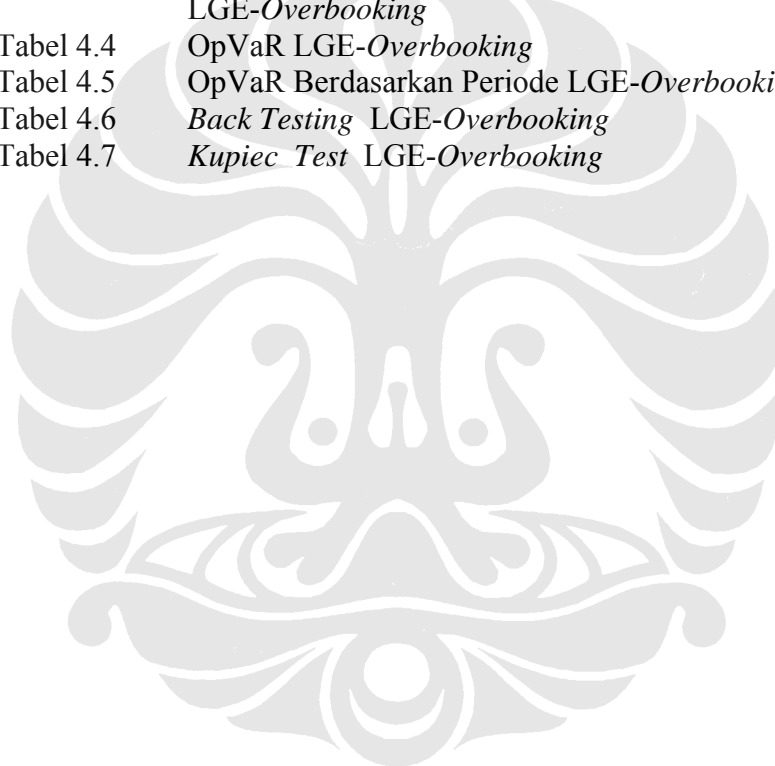 LGE-Overbooking
Tabel 4.4 OpVaR LGE-Overbooking
Tabel 4.5 OpVaR Berdasarkan Periode LGE-Overbooki
Tabel 4.6 Back Testing LGE-Overbooking
Tabel 4.7 Kupiec Test LGE-Overbooking